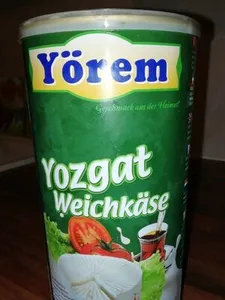 Yörem
Geschmack aus der Heimat!
Yozgat
Weichkäse